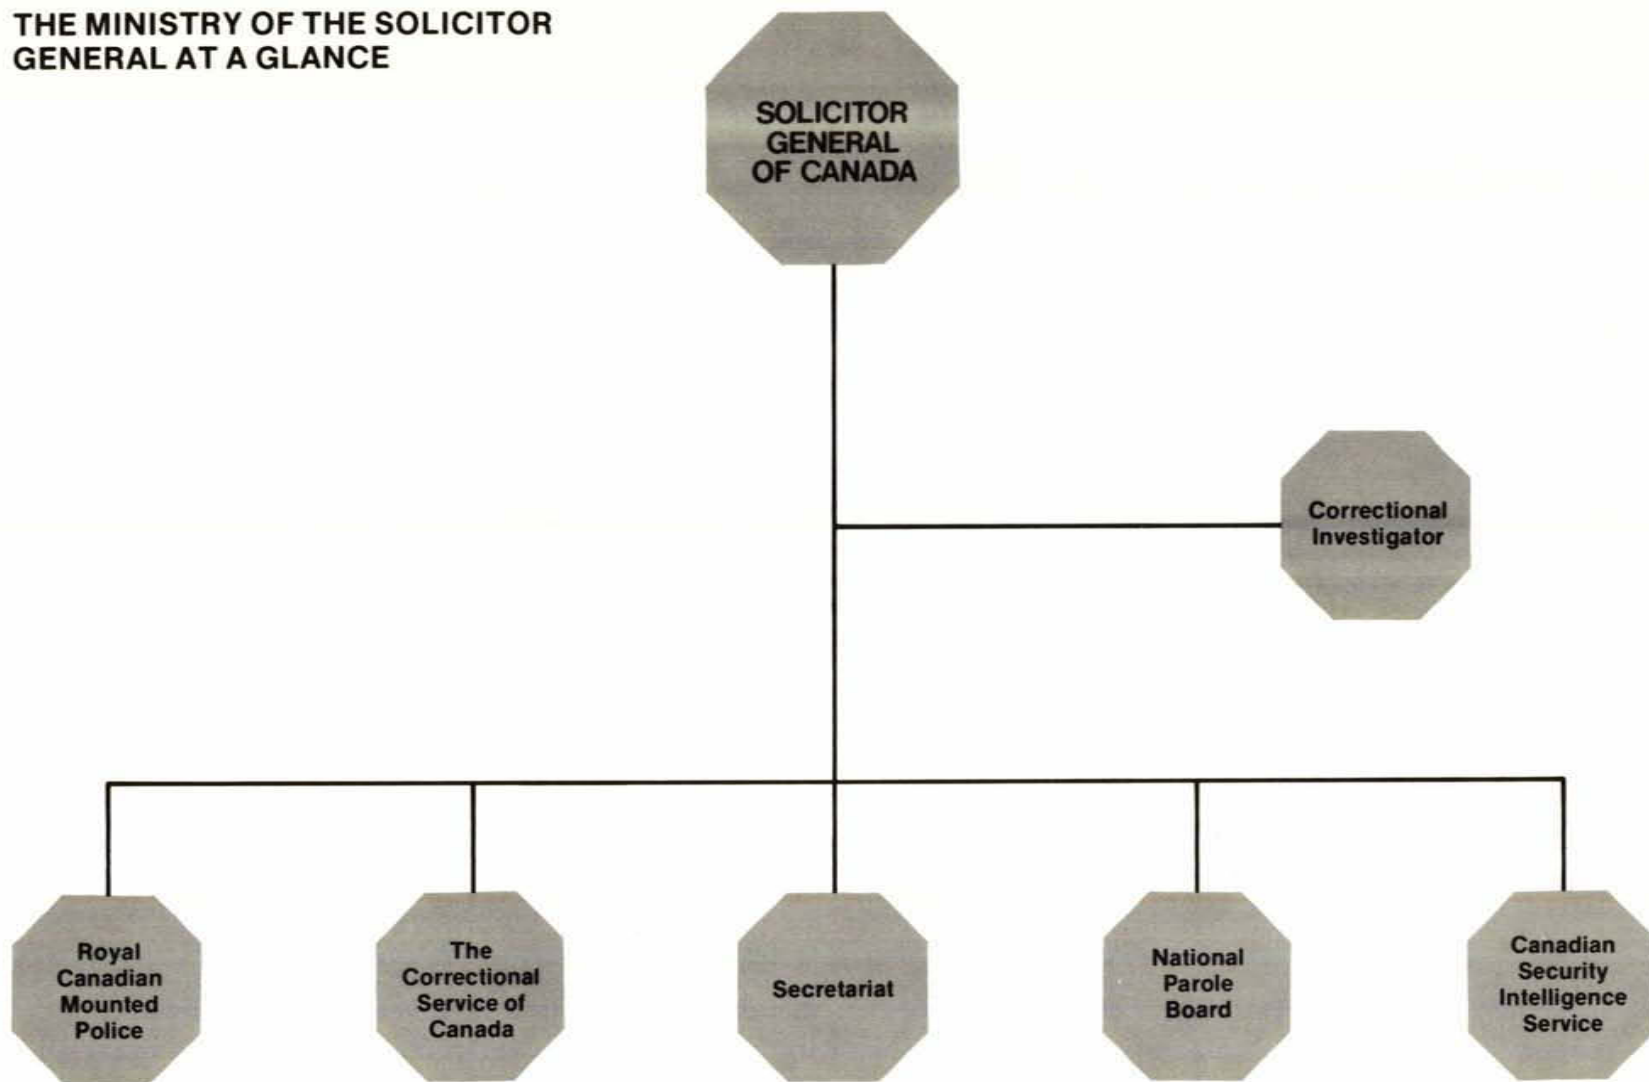 THE MINISTRY OF THE SOLICITOR
GENERAL AT A GLANCE
SOLICITOR
GENERAL
OF CANADA
Correctional
Investigator
Royal
Canadian
Mounted
Police
The
Correctional
Service of
Canada
Secretariat
National
Parole
Board
Canadian
Security
Intelligence
Service